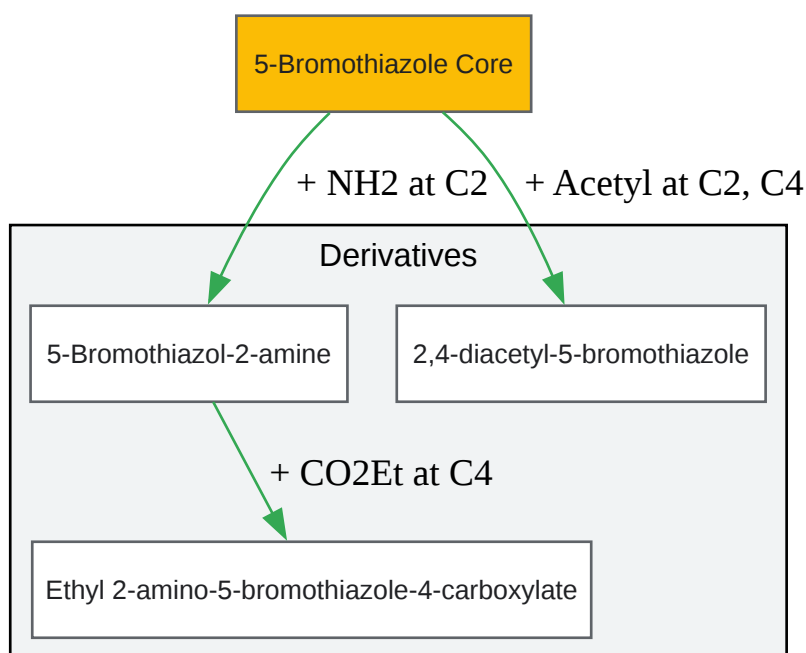 5-Bromothiazole Core
+ NH2 at C2
+ Acetyl at C2, C4
Derivatives
5-Bromothiazol-2-amine
2,4-diacetyl-5-bromothiazole
+ CO2Et at C4
Ethyl 2-amino-5-bromothiazole-4-carboxylate